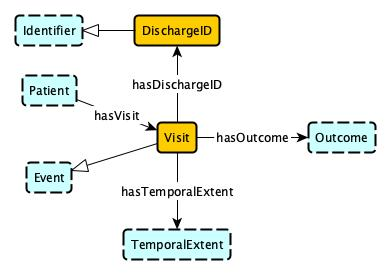 Identifier
DischargeID
hasDischargeID
Patient
hasVisit
Visit
hasOutcome
Outcome
Event
hasTemporalExtent
TemporalExtent